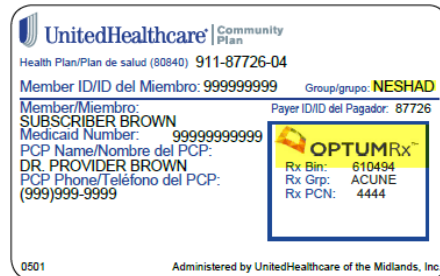 UnitedHealthcare® Community Plan
Health Plan/Plan de salud (80840) 911-87726-04
Member ID/ID del Miembro: 999999999 Group/grupo: NESHAD
Member/Miembro:
SUBSCRIBER BROWN
Medicaid Number: 99999999999
PCP Name/Nombre del PCP:
DR. PROVIDER BROWN
PCP Phone/Teléfono del PCP:
(999)999-9999
Payer ID/ID del Pagador: 87726
OPTUMRx™
Rx Bin: 610494
Rx Grp: ACUNE
Rx PCN: 4444
0501 Administered by UnitedHealthcare of the Midlands, Inc